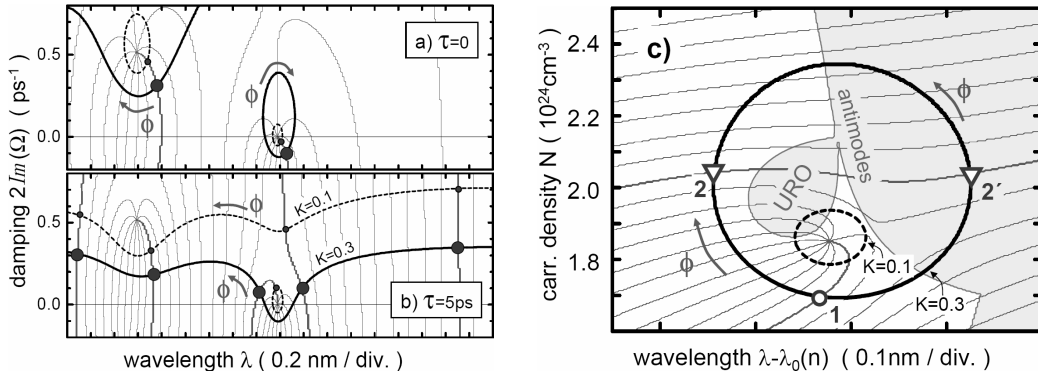 a) τ=0
ϕ
ϕ
0.5
0.0
damping 2 Im(Ω) ( ps⁻¹)
ϕ
K=0.1
K=0.3
ϕ
b) τ=5ps
0.5
0.0
wavelength λ ( 0.2 nm / div. )
c)
antimodes
ϕ
URO
2
2´
ϕ
K=0.1
K=0.3
1
2.4
2.2
2.0
1.8
carr. density N ( 10²⁴cm⁻³)
wavelength λ-λ₀(n) ( 0.1nm / div. )